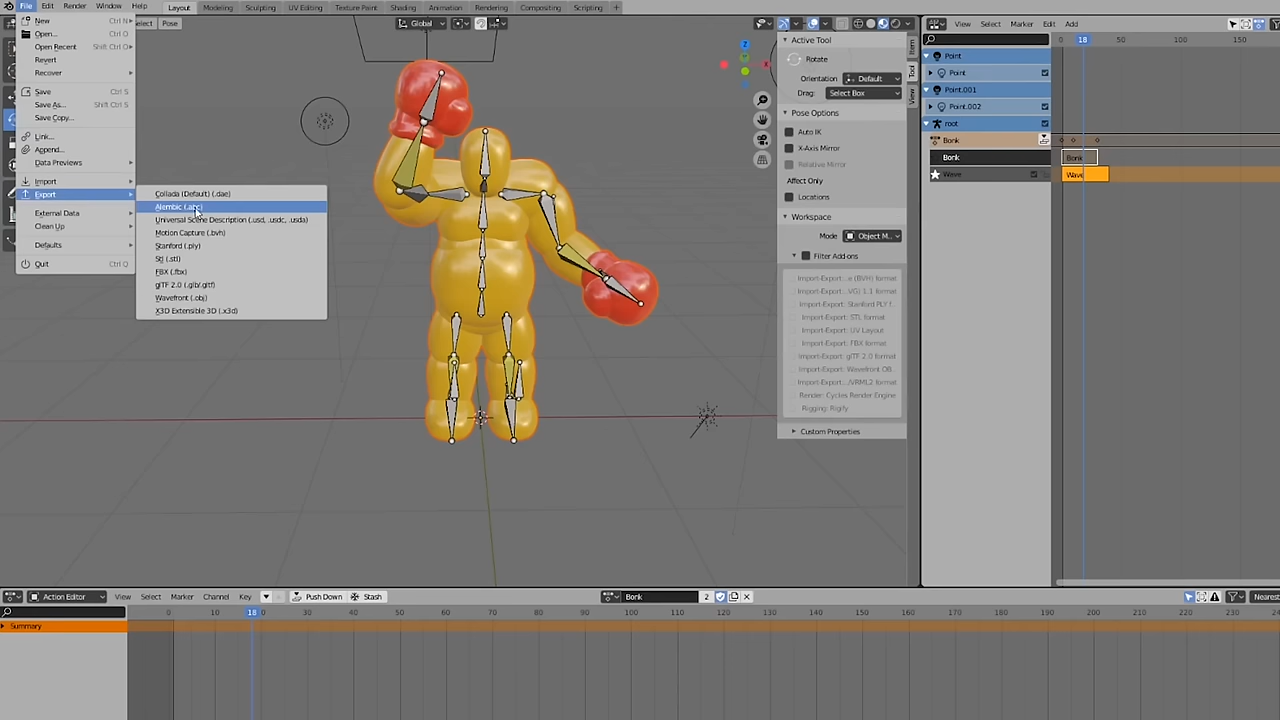 File Edit Render Window Help Layout Modeling Sculpting UV Editing Texture Paint Shading Animation Rendering Compositing Scripting
New Ctrl N
Open... Ctrl O
Open Recent Shift Ctrl O
Revert
Recover
Save Ctrl S
Save As... Shift Ctrl S
Save Copy...
Link...
Append...
Data Previews
Import
Export
External Data
Clean Up
Defaults
Quit Ctrl Q
Collada (Default) (.dae)
Alembic (.abc)
Universal Scene Description (.usd, .usdc, .usda)
Motion Capture (.bvh)
Stanford (.ply)
Stl (.stl)
FBX (.fbx)
glTF 2.0 (.glb/.gltf)
Wavefront (.obj)
X3D Extensible 3D (.x3d)
Select Pose
Global
Z
X
Active Tool
Rotate
Orientation Default
Drag: Select Box
Pose Options
Auto IK
X-Axis Mirror
Relative Mirror
Affect Only
Locations
Workspace
Mode Object M...
Filter Add-ons
Import-Export:...e (BVH) format
Import-Export:...VG) 1.1 format
Import-Export: Stanford PLY f...
Import-Export: STL format
Import-Export: UV Layout
Import-Export: FBX format
Import-Export: glTF 2.0 format
Import-Export: Wavefront OB...
Import-Export.../VRML2 format
Render: Cycles Render Engine
Rigging: Rigify
Custom Properties
Item
Tool
View
View Select Marker Edit Add
0 18 50 100 150
Point
Point
Point.001
Point.002
root
Bonk
Bonk Bonk
Wave Wave
Action Editor View Select Marker Channel Key Push Down Stash Bonk 2 Nearest
0 10 18 20 30 40 50 60 70 80 90 100 110 120 130 140 150 160 170 180 190 200 210 220 230
Summary